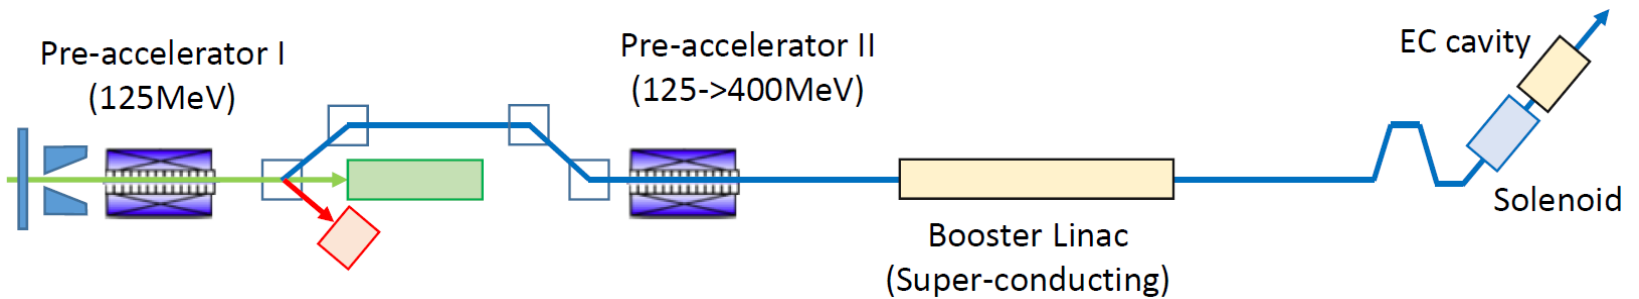 Pre-accelerator I
(125MeV)
Pre-accelerator II
(125->400MeV)
Booster Linac
(Super-conducting)
EC cavity
Solenoid